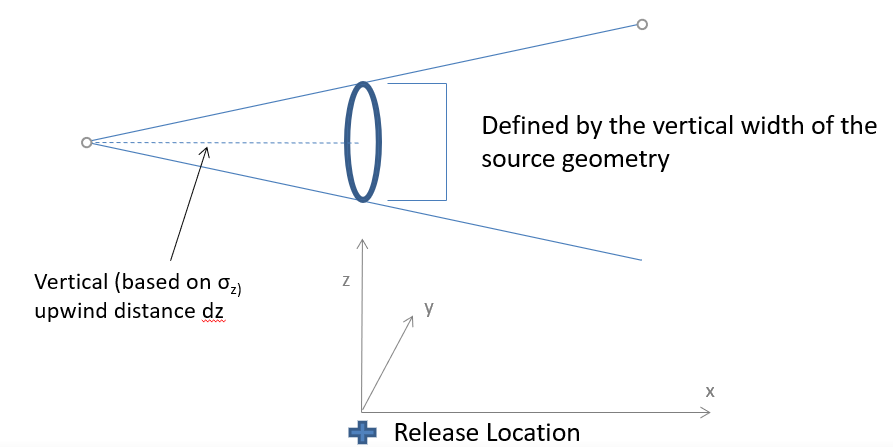 Defined by the vertical width of the
source geometry
Vertical (based on σz)
upwind distance dz
z
y
x
Release Location